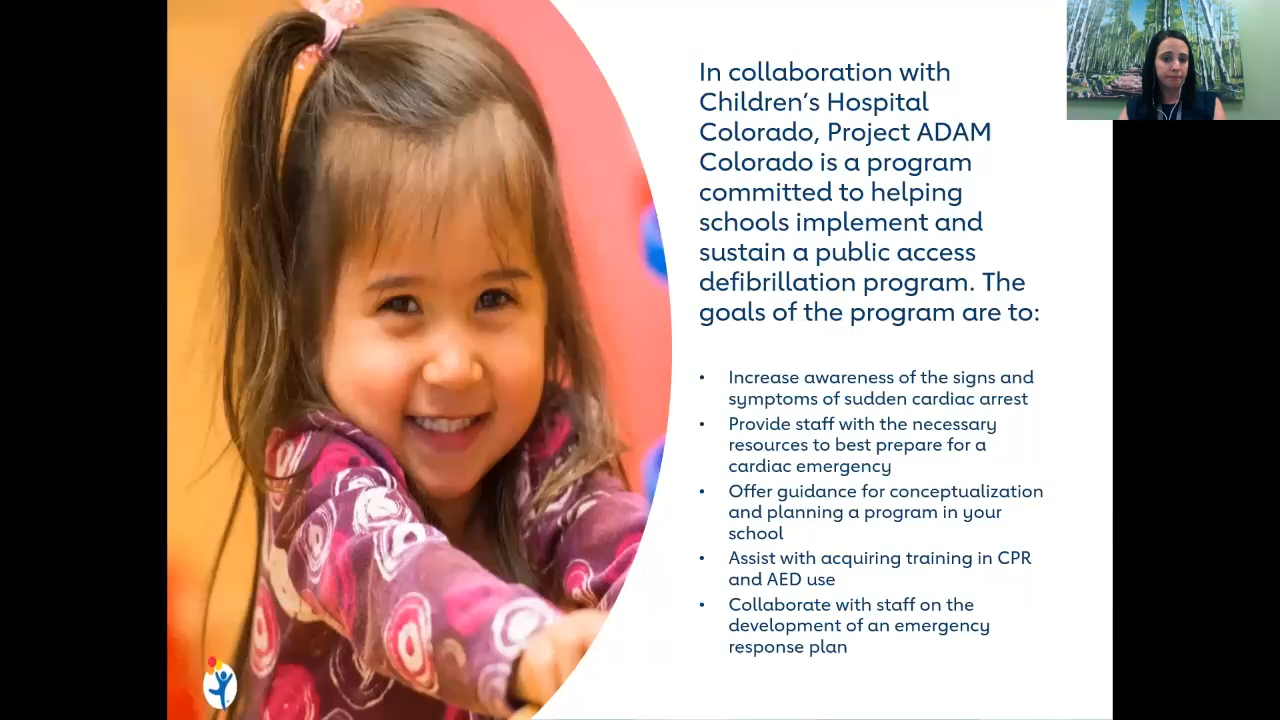 In collaboration with
Children's Hospital
Colorado, Project ADAM
Colorado is a program
committed to helping
schools implement and
sustain a public access
defibrillation program. The
goals of the program are to:
• Increase awareness of the signs and
symptoms of sudden cardiac arrest
• Provide staff with the necessary
resources to best prepare for a
cardiac emergency
• Offer guidance for conceptualization
and planning a program in your
school
• Assist with acquiring training in CPR
and AED use
• Collaborate with staff on the
development of an emergency
response plan